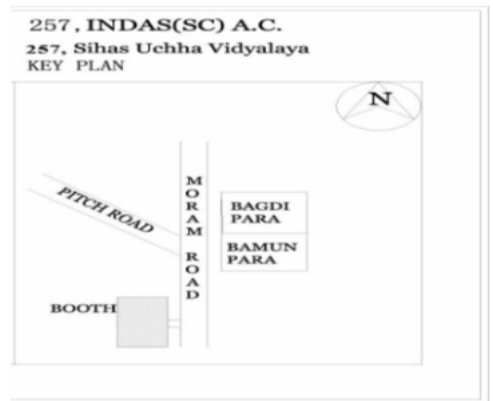 257, INDAS(SC) A.C.
257, Sihas Uchha Vidyalaya
KEY PLAN
N
PITCH ROAD
MORAM ROAD
BAGDI
PARA
BAMUN
PARA
BOOTH